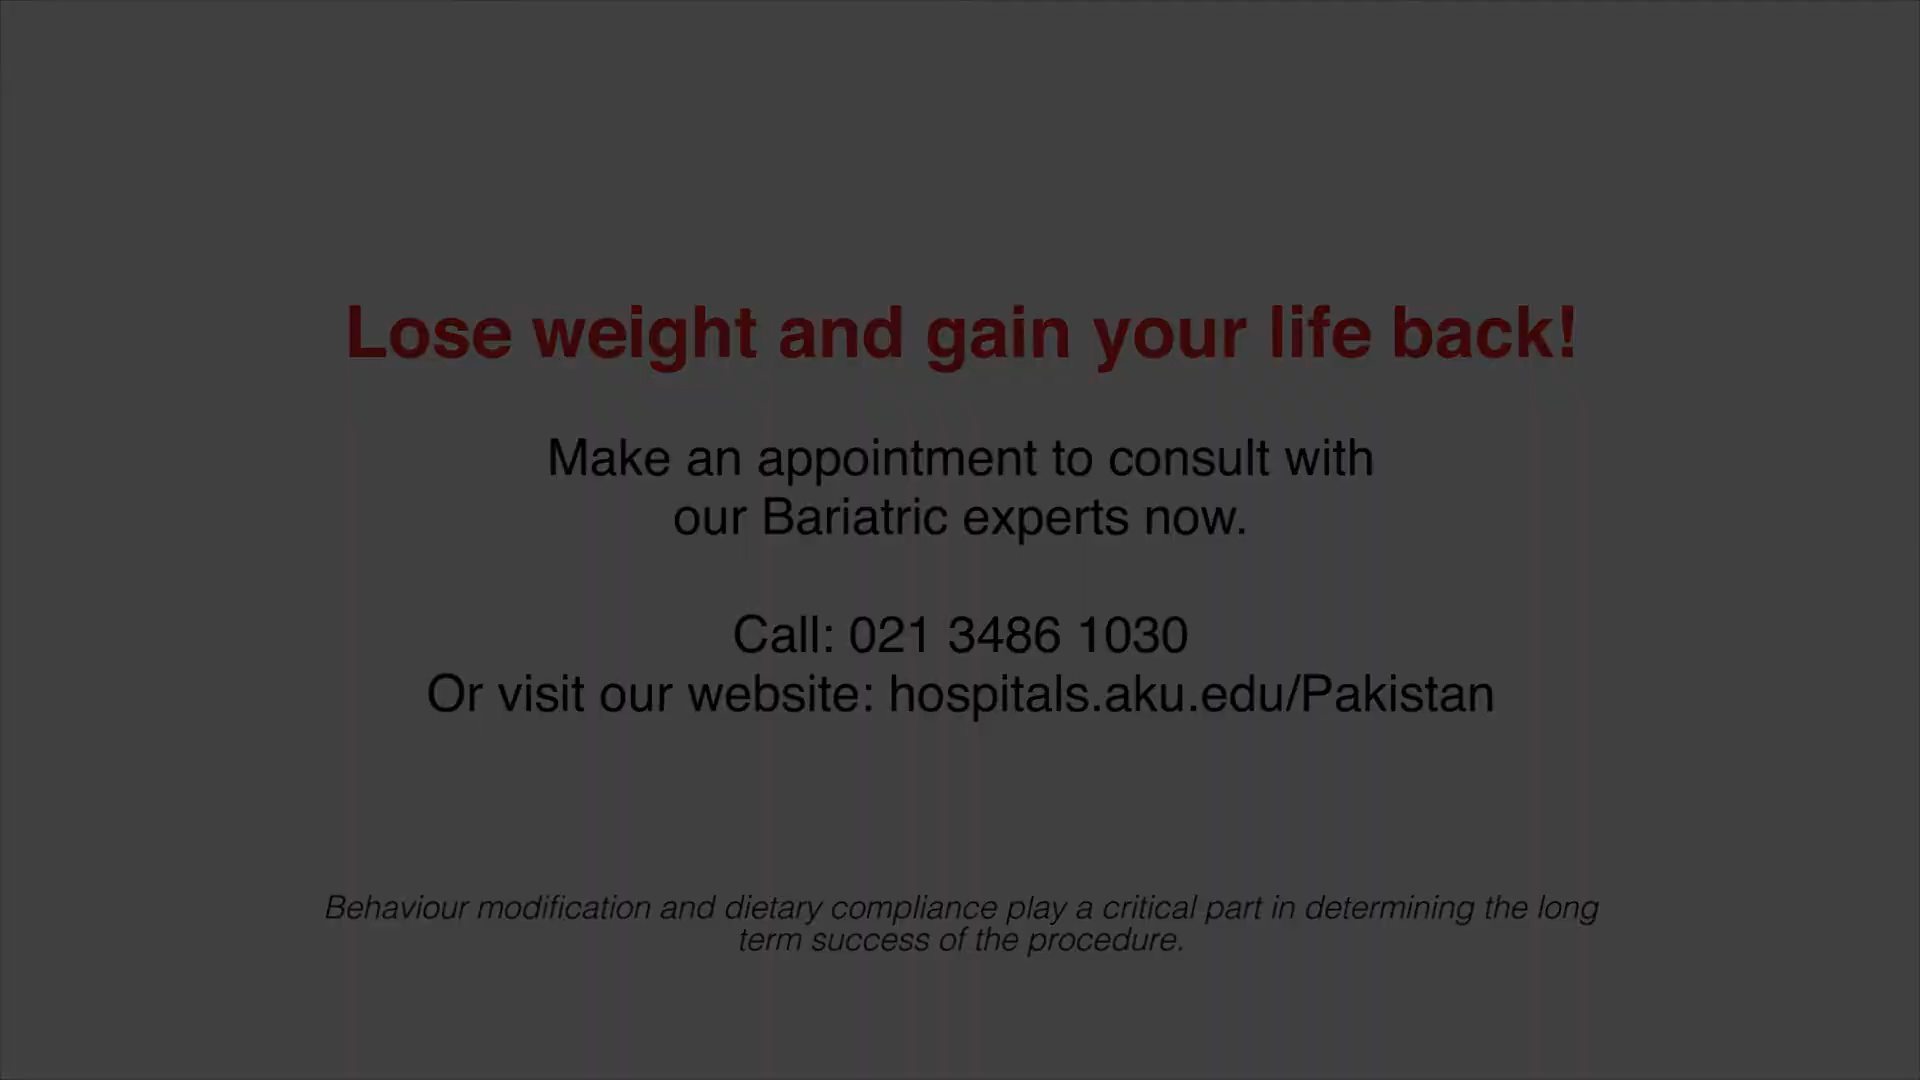 Lose weight and gain your life back!
Make an appointment to consult with
our Bariatric experts now.
Call: 021 3486 1030
Or visit our website: hospitals.aku.edu/Pakistan
Behaviour modification and dietary compliance play a critical part in determining the long
term success of the procedure.